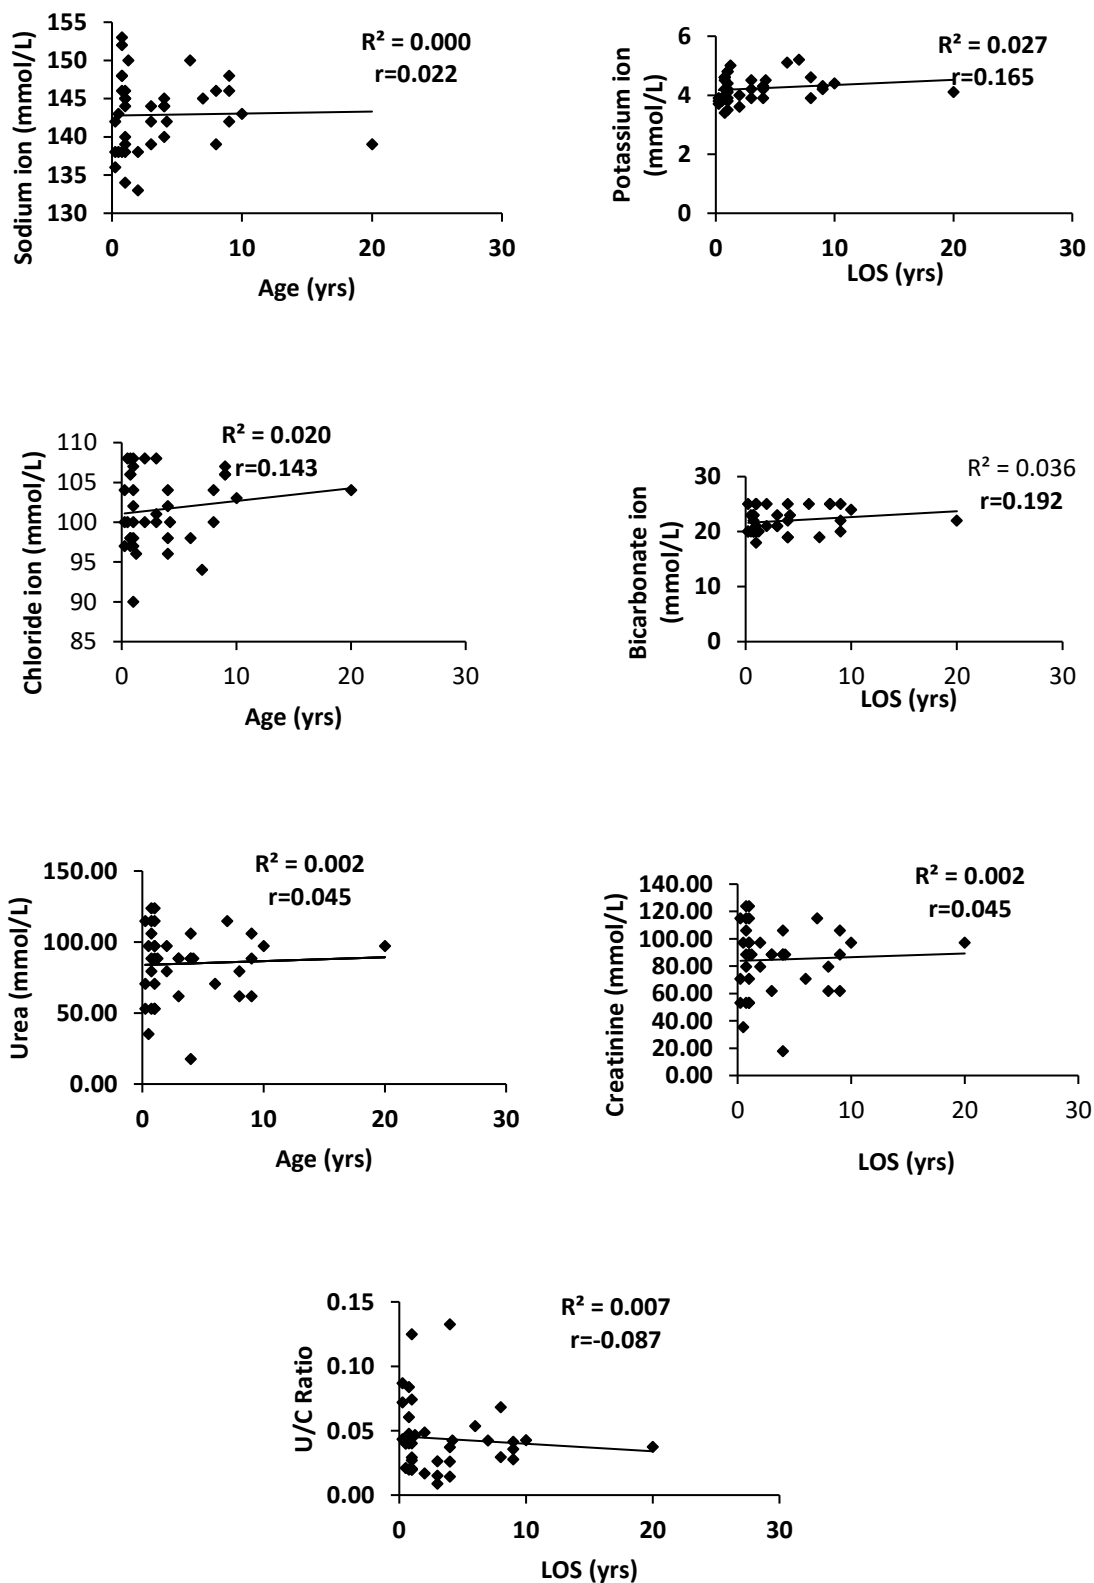 155
150
145
140
135
130
Sodium ion (mmol/L)
R² = 0.000
r=0.022
0 10 20 30
Age (yrs)
6
4
2
0
Potassium ion
(mmol/L)
R² = 0.027
r=0.165
0 10 20 30
LOS (yrs)
110
105
100
95
90
85
Chloride ion (mmol/L)
R² = 0.020
r=0.143
0 10 20 30
Age (yrs)
30
20
10
0
Bicarbonate ion
(mmol/L)
R² = 0.036
r=0.192
0 10 20 30
LOS (yrs)
150.00
100.00
50.00
0.00
Urea (mmol/L)
R² = 0.002
r=0.045
0 10 20 30
Age (yrs)
140.00
120.00
100.00
80.00
60.00
40.00
20.00
0.00
Creatinine (mmol/L)
R² = 0.002
r=0.045
0 10 20 30
LOS (yrs)
0.15
0.10
0.05
0.00
U/C Ratio
R² = 0.007
r=-0.087
0 10 20 30
LOS (yrs)